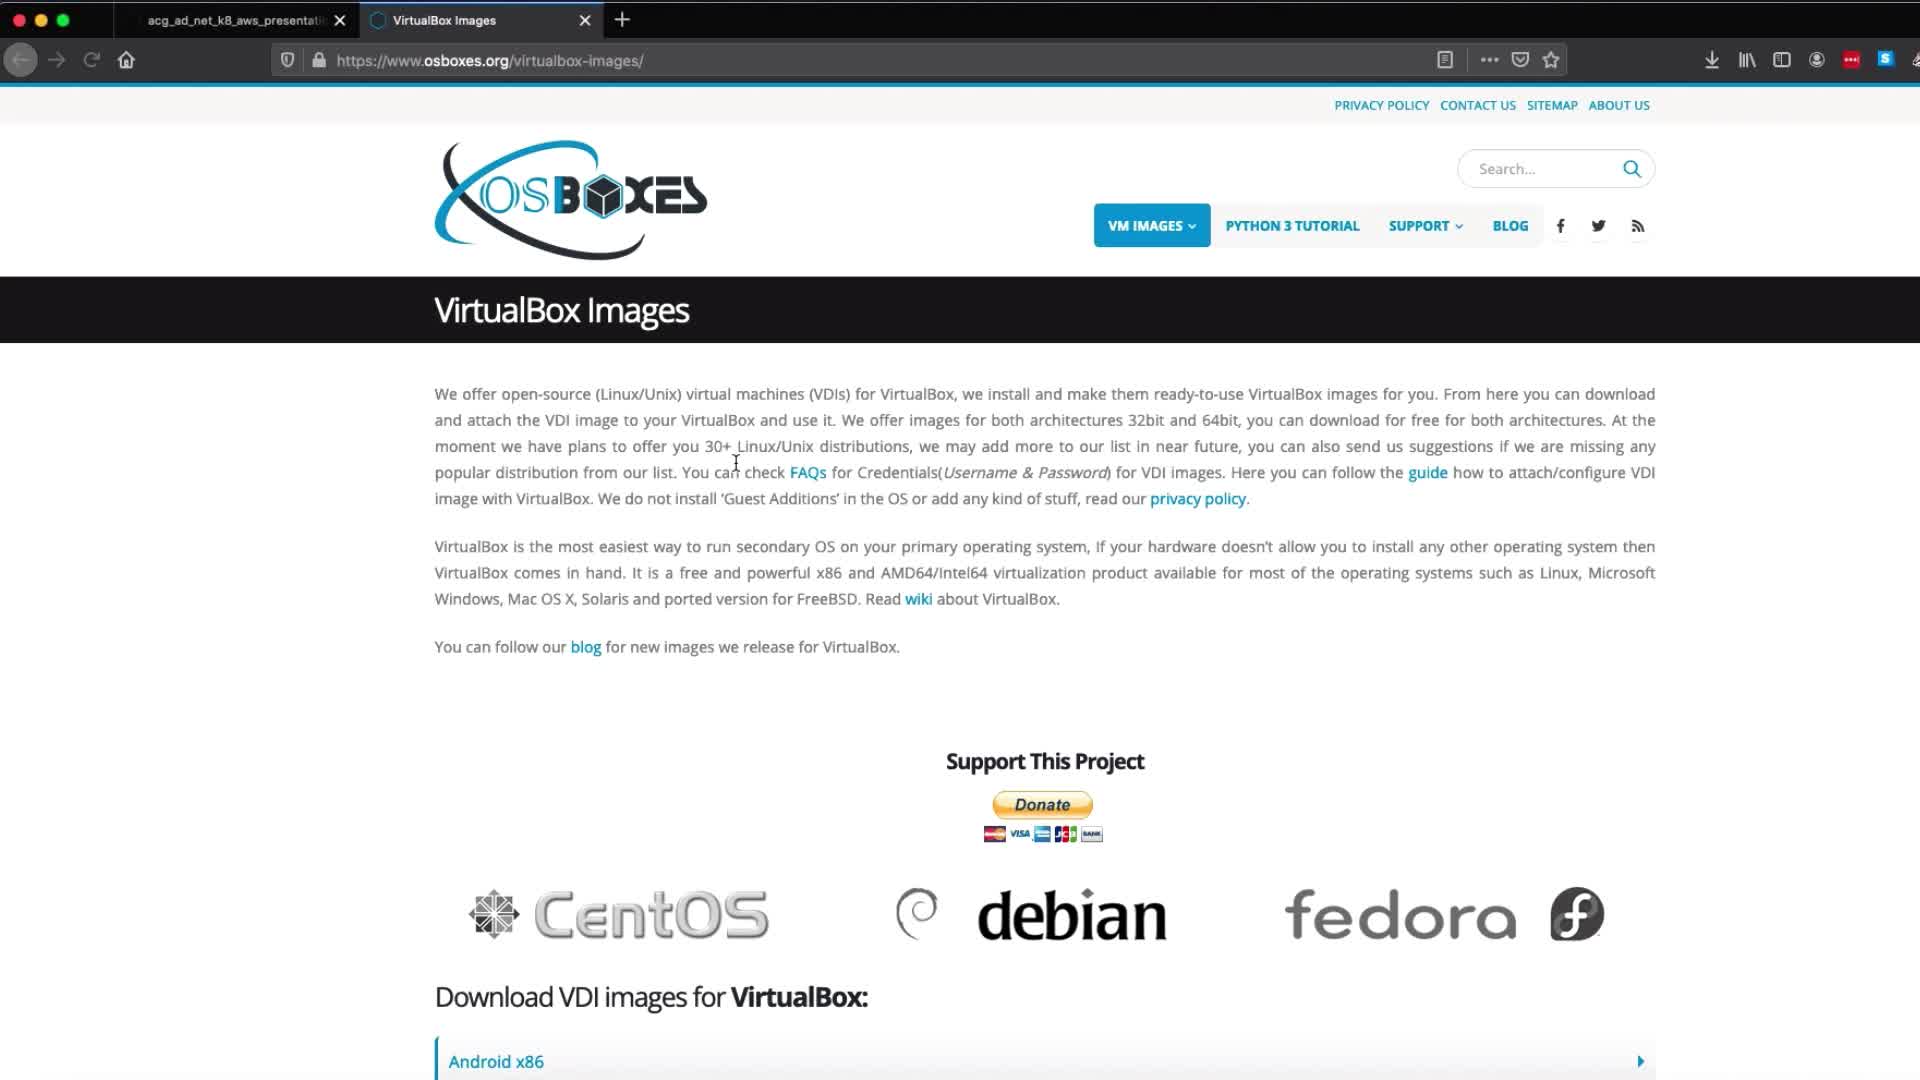 acg_ad_net_k8_aws_presentati
VirtualBox Images
https://www.osboxes.org/virtualbox-images/
PRIVACY POLICY CONTACT US SITEMAP ABOUT US
OSBOXES
Search...
VM IMAGES PYTHON 3 TUTORIAL SUPPORT BLOG
VirtualBox Images
We offer open-source (Linux/Unix) virtual machines (VDIs) for VirtualBox, we install and make them ready-to-use VirtualBox images for you. From here you can download
and attach the VDI image to your VirtualBox and use it. We offer images for both architectures 32bit and 64bit, you can download for free for both architectures. At the
moment we have plans to offer you 30+ Linux/Unix distributions, we may add more to our list in near future, you can also send us suggestions if we are missing any
popular distribution from our list. You can check FAQs for Credentials(Username & Password) for VDI images. Here you can follow the guide how to attach/configure VDI
image with VirtualBox. We do not install ‘Guest Additions’ in the OS or add any kind of stuff, read our privacy policy.
VirtualBox is the most easiest way to run secondary OS on your primary operating system, If your hardware doesn’t allow you to install any other operating system then
VirtualBox comes in hand. It is a free and powerful x86 and AMD64/Intel64 virtualization product available for most of the operating systems such as Linux, Microsoft
Windows, Mac OS X, Solaris and ported version for FreeBSD. Read wiki about VirtualBox.
You can follow our blog for new images we release for VirtualBox.
Support This Project
Donate
VISA JCB BANK
CentOS debian fedora
Download VDI images for VirtualBox:
Android x86